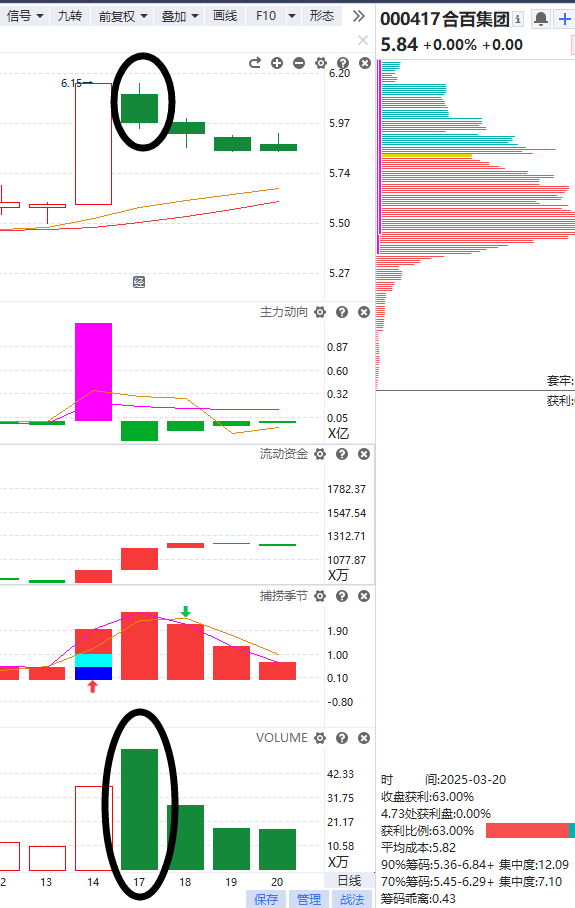 信号 九转 前复权 叠加 画线 F10 形态
000417合百集团
5.84 +0.00% +0.00
6.20
6.15
5.97
5.74
5.50
5.27
主力动向
0.87
0.60
0.32
0.05
X亿
流动资金
1782.37
1547.54
1312.71
1077.87
X万
捕捞季节
1.90
1.00
0.10
-0.80
VOLUME
42.33
31.75
21.17
10.58
X万
2 13 14 17 18 19 20 日线
保存 管理 战法
套牢:
获利:
时 间:2025-03-20
收盘获利:63.00%
4.73处获利盘:0.00%
获利比例:63.00%
平均成本:5.82
90%筹码:5.36-6.84+ 集中度:12.09
70%筹码:5.45-6.29+ 集中度:7.10
筹码乖离:0.43